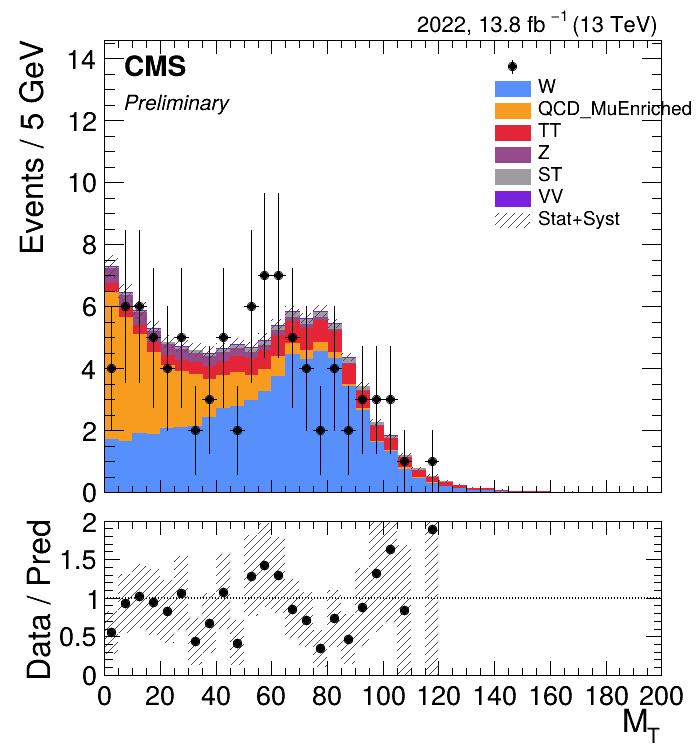 2022, 13.8 fb⁻¹ (13 TeV)
CMS
Preliminary
W
QCD_MuEnriched
TT
Z
ST
VV
Stat+Syst
Events / 5 GeV
14
12
10
8
6
4
2
0
Data / Pred
2
1.5
1
0.5
0
0 20 40 60 80 100 120 140 160 180 200
M_T